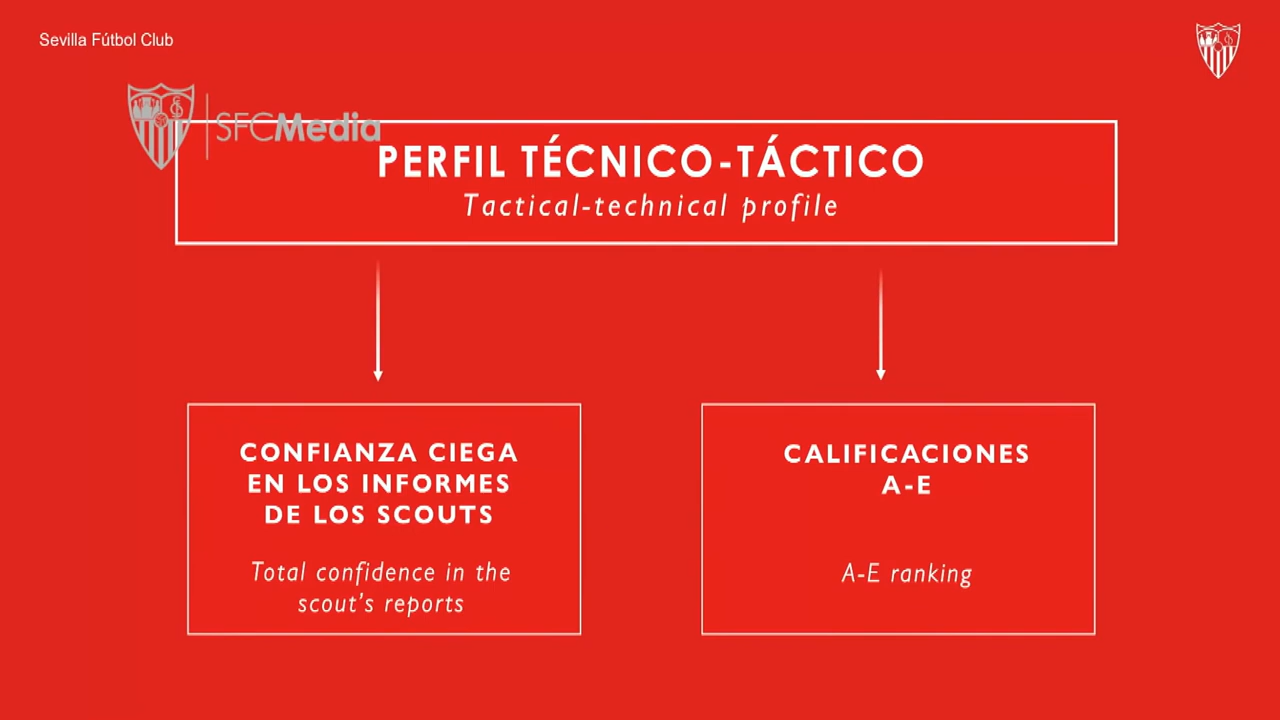 Sevilla Fútbol Club
SFCMedia
PERFIL TÉCNICO-TÁCTICO
Tactical-technical profile
CONFIANZA CIEGA
EN LOS INFORMES
DE LOS SCOUTS
Total confidence in the
scout's reports
CALIFICACIONES
A-E
A-E ranking